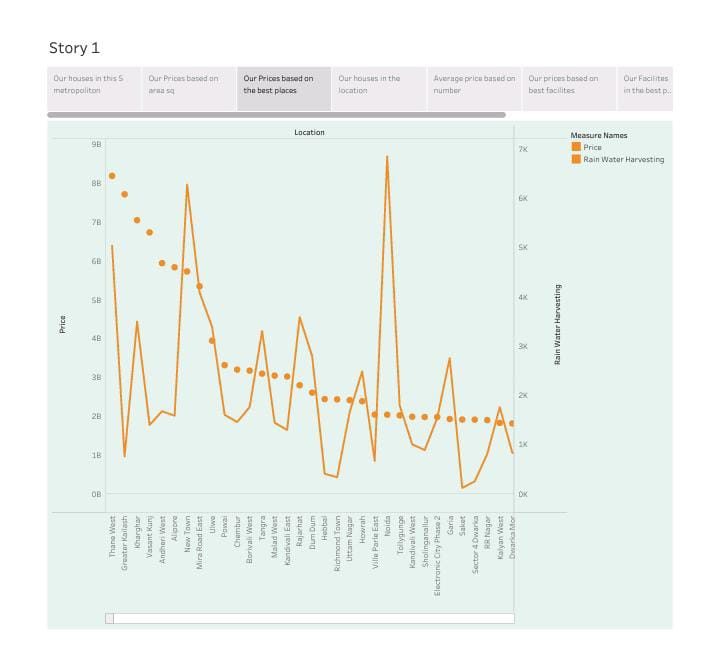 Story 1
Our houses in this 5
metropoliton
Our Prices based on
area sq
Our Prices based on
the best places
Our houses in the
location
Average price based on
number
Our prices based on
best facilites
Our Facilites
in the best p..
Location
Measure Names
Price
Rain Water Harvesting
9B
8B
7B
6B
5B
4B
3B
2B
1B
0B
Price
7K
6K
5K
4K
3K
2K
1K
0K
Rain Water Harvesting
Thane West
Greater Kailash
Kharghar
Vasant Kunj
Andheri West
Alipore
New Town
Mira Road East
Ulwe
Powai
Chembur
Borivali West
Tangra
Malad West
Kandivali East
Rajarhat
Dum Dum
Hebbal
Richmond Town
Uttam Nagar
Howrah
Ville Parle East
Noida
Tollygunge
Kandivali West
Sholinganallur
Electronic City Phase 2
Garia
Saket
Sector 4 Dwarka
RR Nagar
Kalyan West
Dwarka Mor